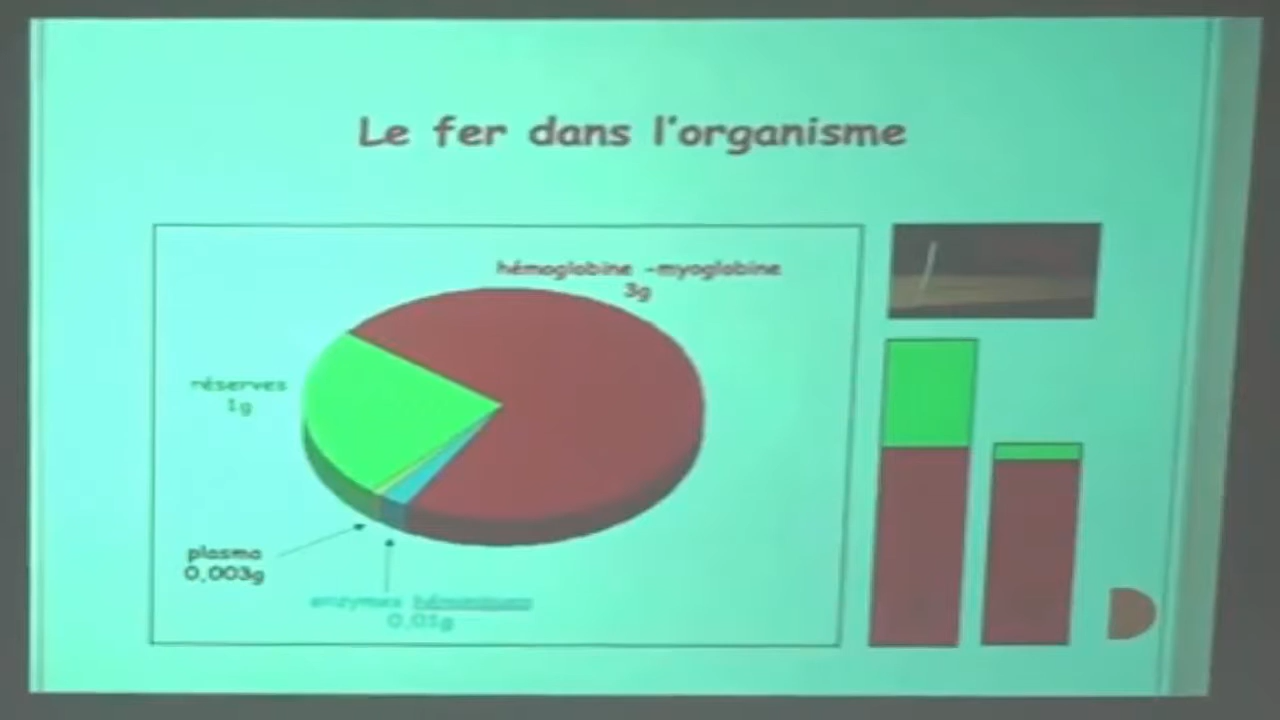 Le fer dans l'organisme
hémoglobine -myoglobine
3g
réserves
1g
plasma
0,003g
enzymes héminiques
0,01g